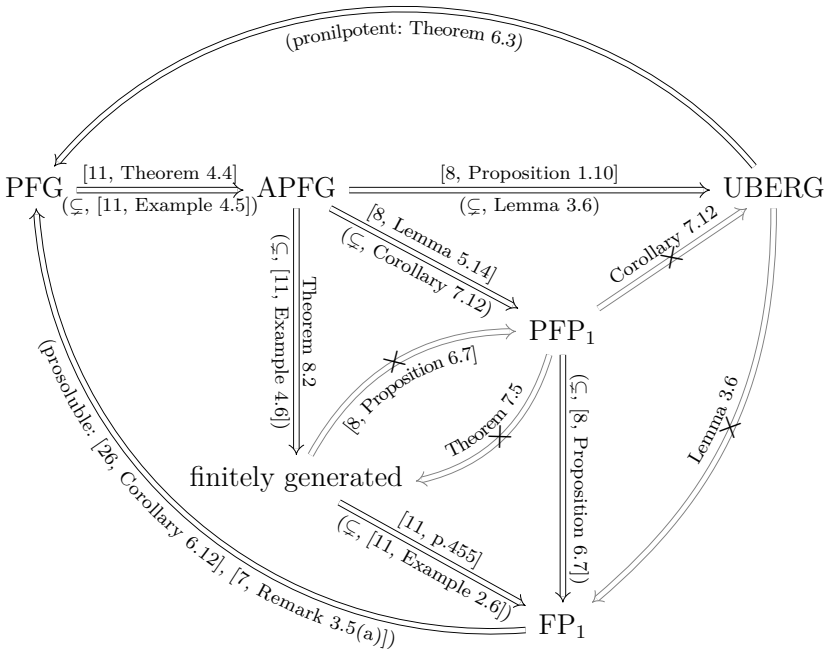 (pronilpotent: Theorem 6.3)
[11, Theorem 4.4]
[8, Proposition 1.10]
PFG
APFG
UBERG
(⊊, [11, Example 4.5])
(⊊, Lemma 3.6)
[8, Lemma 5.14]
(⊊, Corollary 7.12)
Corollary 7.12
Theorem 8.2
(⊊, [11, Example 4.6])
PFP₁
[8, Proposition 6.7]
Theorem 7.5
(⊊, [8, Proposition 6.7])
Lemma 3.6
(prosoluble: [26, Corollary 6.12], [7, Remark 3.5(a)])
finitely generated
[11, p.455]
(⊊, [11, Example 2.6])
FP₁